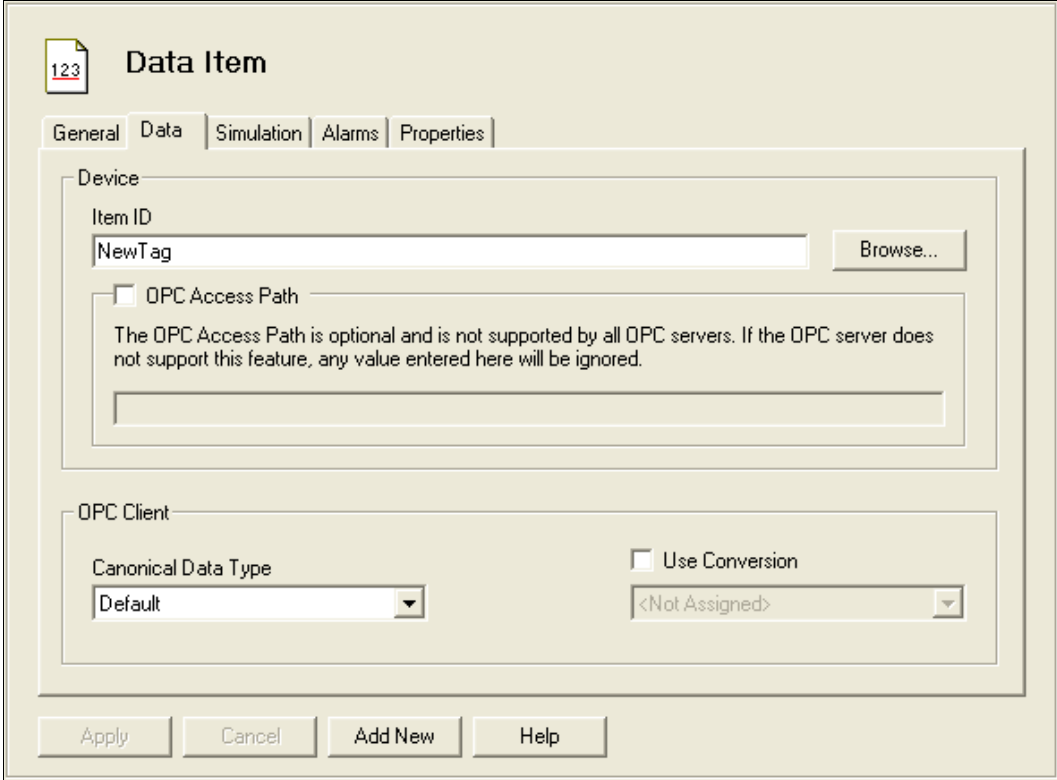 123
Data Item
General Data Simulation Alarms Properties
Device
Item ID
NewTag
Browse...
OPC Access Path
The OPC Access Path is optional and is not supported by all OPC servers. If the OPC server does
not support this feature, any value entered here will be ignored.
OPC Client
Canonical Data Type
Use Conversion
Default
<Not Assigned>
Apply Cancel Add New Help